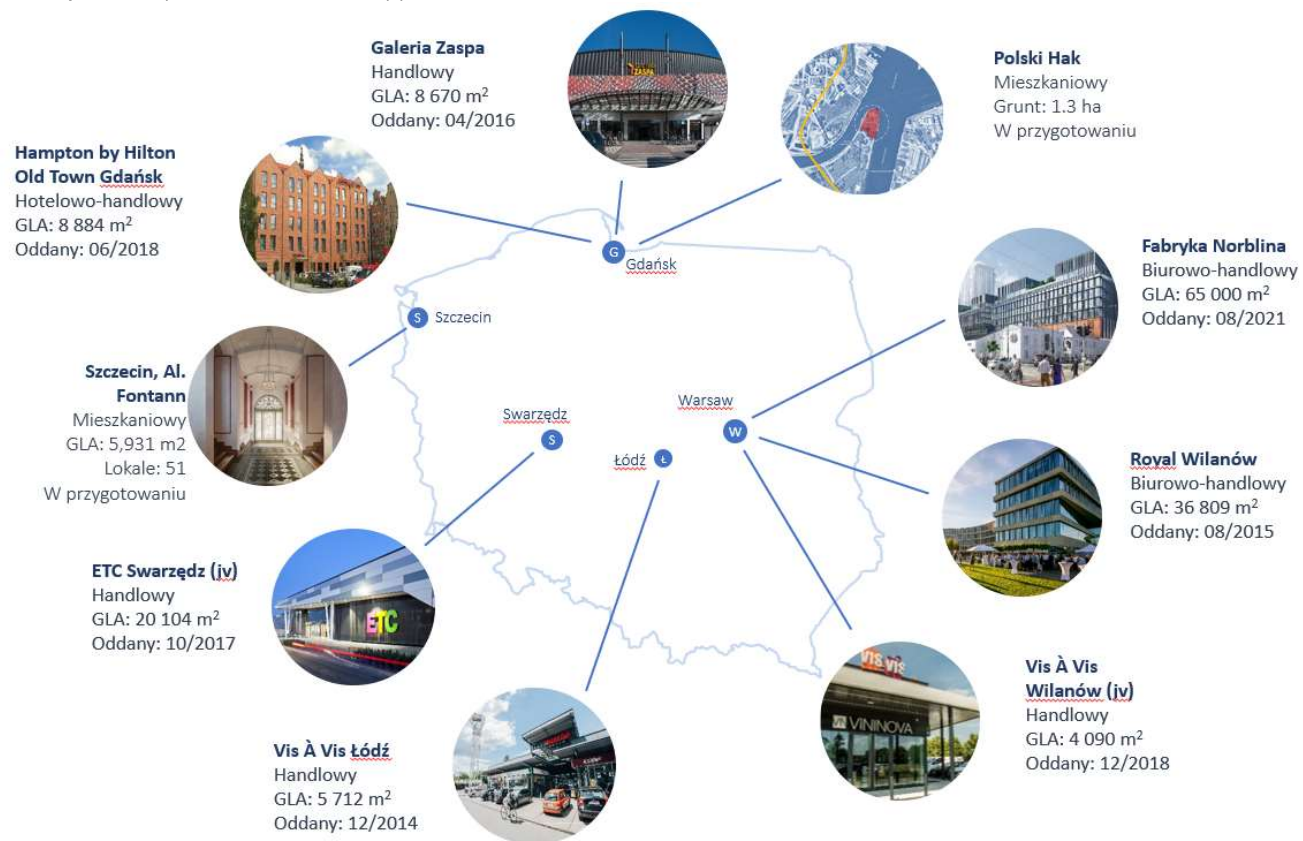 Galeria Zaspa
Handlowy
GLA: 8 670 m²
Oddany: 04/2016
ZASPA
Polski Hak
Mieszkaniowy
Grunt: 1.3 ha
W przygotowaniu
Hampton by Hilton
Old Town Gdańsk
Hotelowo-handlowy
GLA: 8 884 m²
Oddany: 06/2018
G
Gdańsk
Fabryka Norblina
Biurowo-handlowy
GLA: 65 000 m²
Oddany: 08/2021
S Szczecin
Szczecin, Al.
Fontann
Mieszkaniowy
GLA: 5,931 m2
Lokale: 51
W przygotowaniu
Swarzędz
S
Warsaw
W
Łódź Ł
Royal Wilanów
Biurowo-handlowy
GLA: 36 809 m²
Oddany: 08/2015
ETC Swarzędz (jv)
Handlowy
GLA: 20 104 m²
Oddany: 10/2017
ETC
Vis À Vis
Wilanów (jv)
Handlowy
GLA: 4 090 m²
Oddany: 12/2018
VIS VIS
VININOVA
Vis À Vis Łódź
Handlowy
GLA: 5 712 m²
Oddany: 12/2014